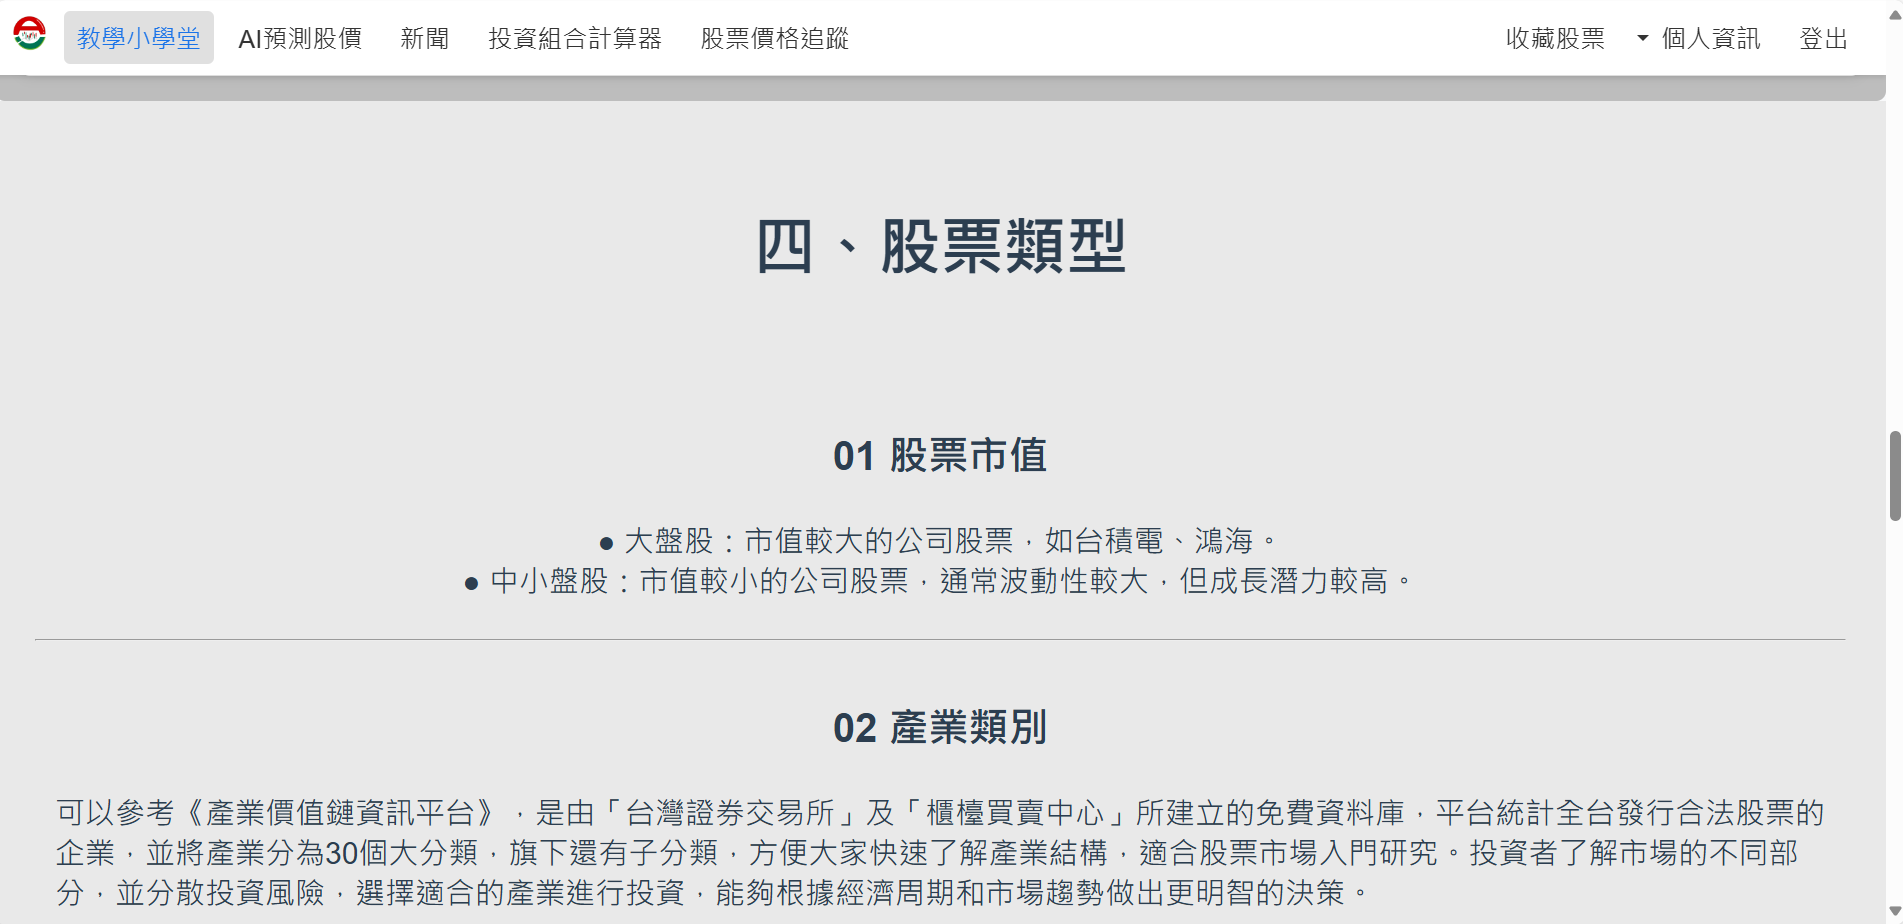 教學小學堂 AI預測股價 新聞 投資組合計算器 股票價格追蹤 收藏股票 個人資訊 登出
四、股票類型
01 股票市值
● 大盤股：市值較大的公司股票，如台積電、鴻海。
● 中小盤股：市值較小的公司股票，通常波動性較大，但成長潛力較高。
02 產業類別
可以參考《產業價值鏈資訊平台》，是由「台灣證券交易所」及「櫃檯買賣中心」所建立的免費資料庫，平台統計全台發行合法股票的
企業，並將產業分為30個大分類，旗下還有子分類，方便大家快速了解產業結構，適合股票市場入門研究。投資者了解市場的不同部
分，並分散投資風險，選擇適合的產業進行投資，能夠根據經濟周期和市場趨勢做出更明智的決策。